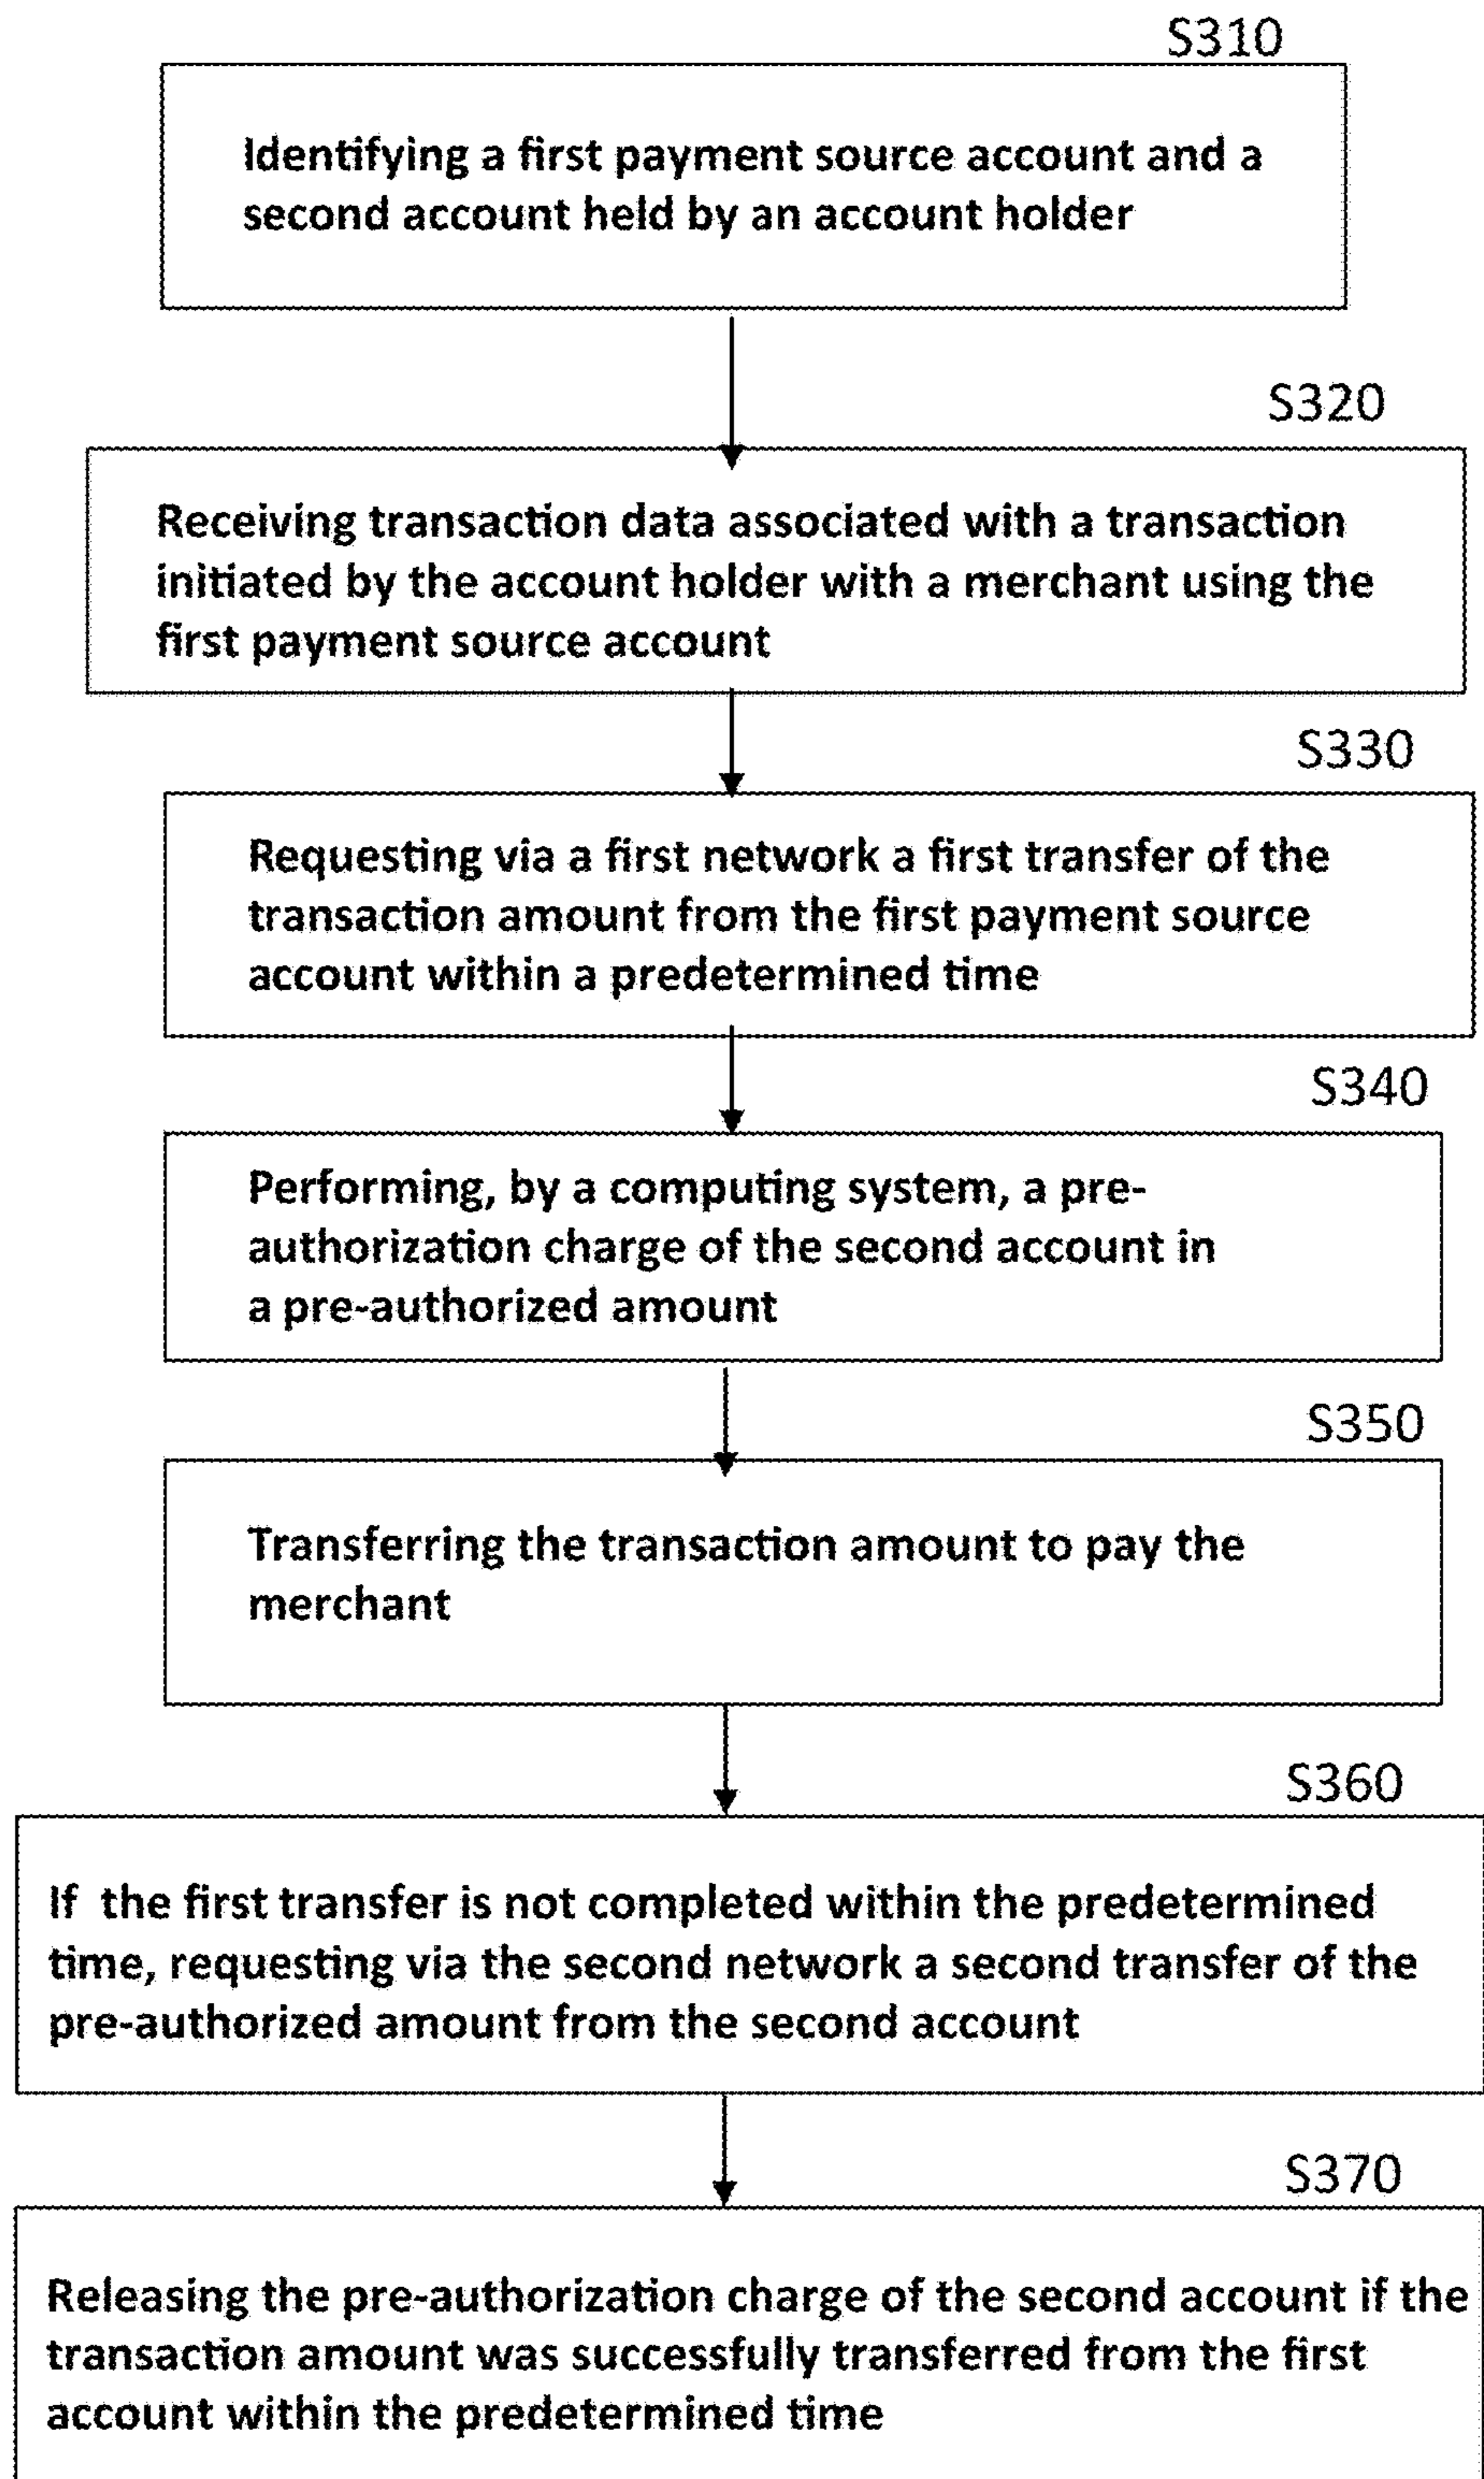 S310
Identifying a first payment source account and a
second account held by an account holder
S320
Receiving transaction data associated with a transaction
initiated by the account holder with a merchant using the
first payment source account
S330
Requesting via a first network a first transfer of the
transaction amount from the first payment source
account within a predetermined time
S340
Performing, by a computing system, a pre-
authorization charge of the second account in
a pre-authorized amount
S350
Transferring the transaction amount to pay the
merchant
S360
If the first transfer is not completed within the predetermined
time, requesting via the second network a second transfer of the
pre-authorized amount from the second account
S370
Releasing the pre-authorization charge of the second account if the
transaction amount was successfully transferred from the first
account within the predetermined time